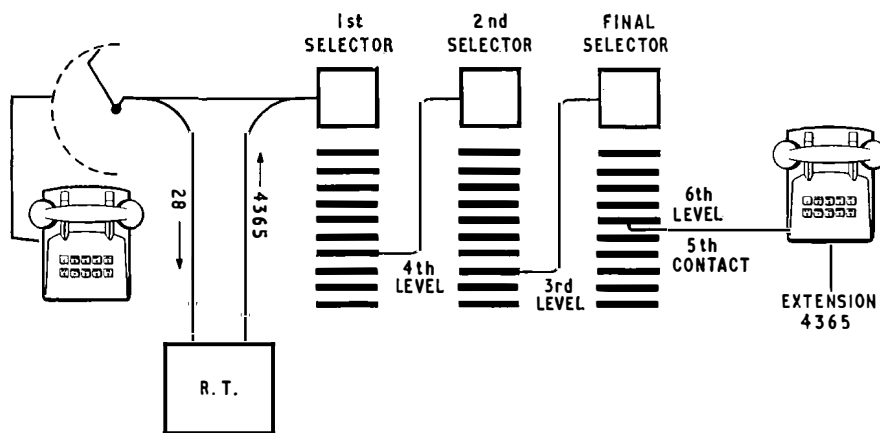 1st
SELECTOR
2nd
SELECTOR
FINAL
SELECTOR
28
4365
4th
LEVEL
3rd
LEVEL
6th
LEVEL
5th
CONTACT
EXTENSION
4365
R. T.